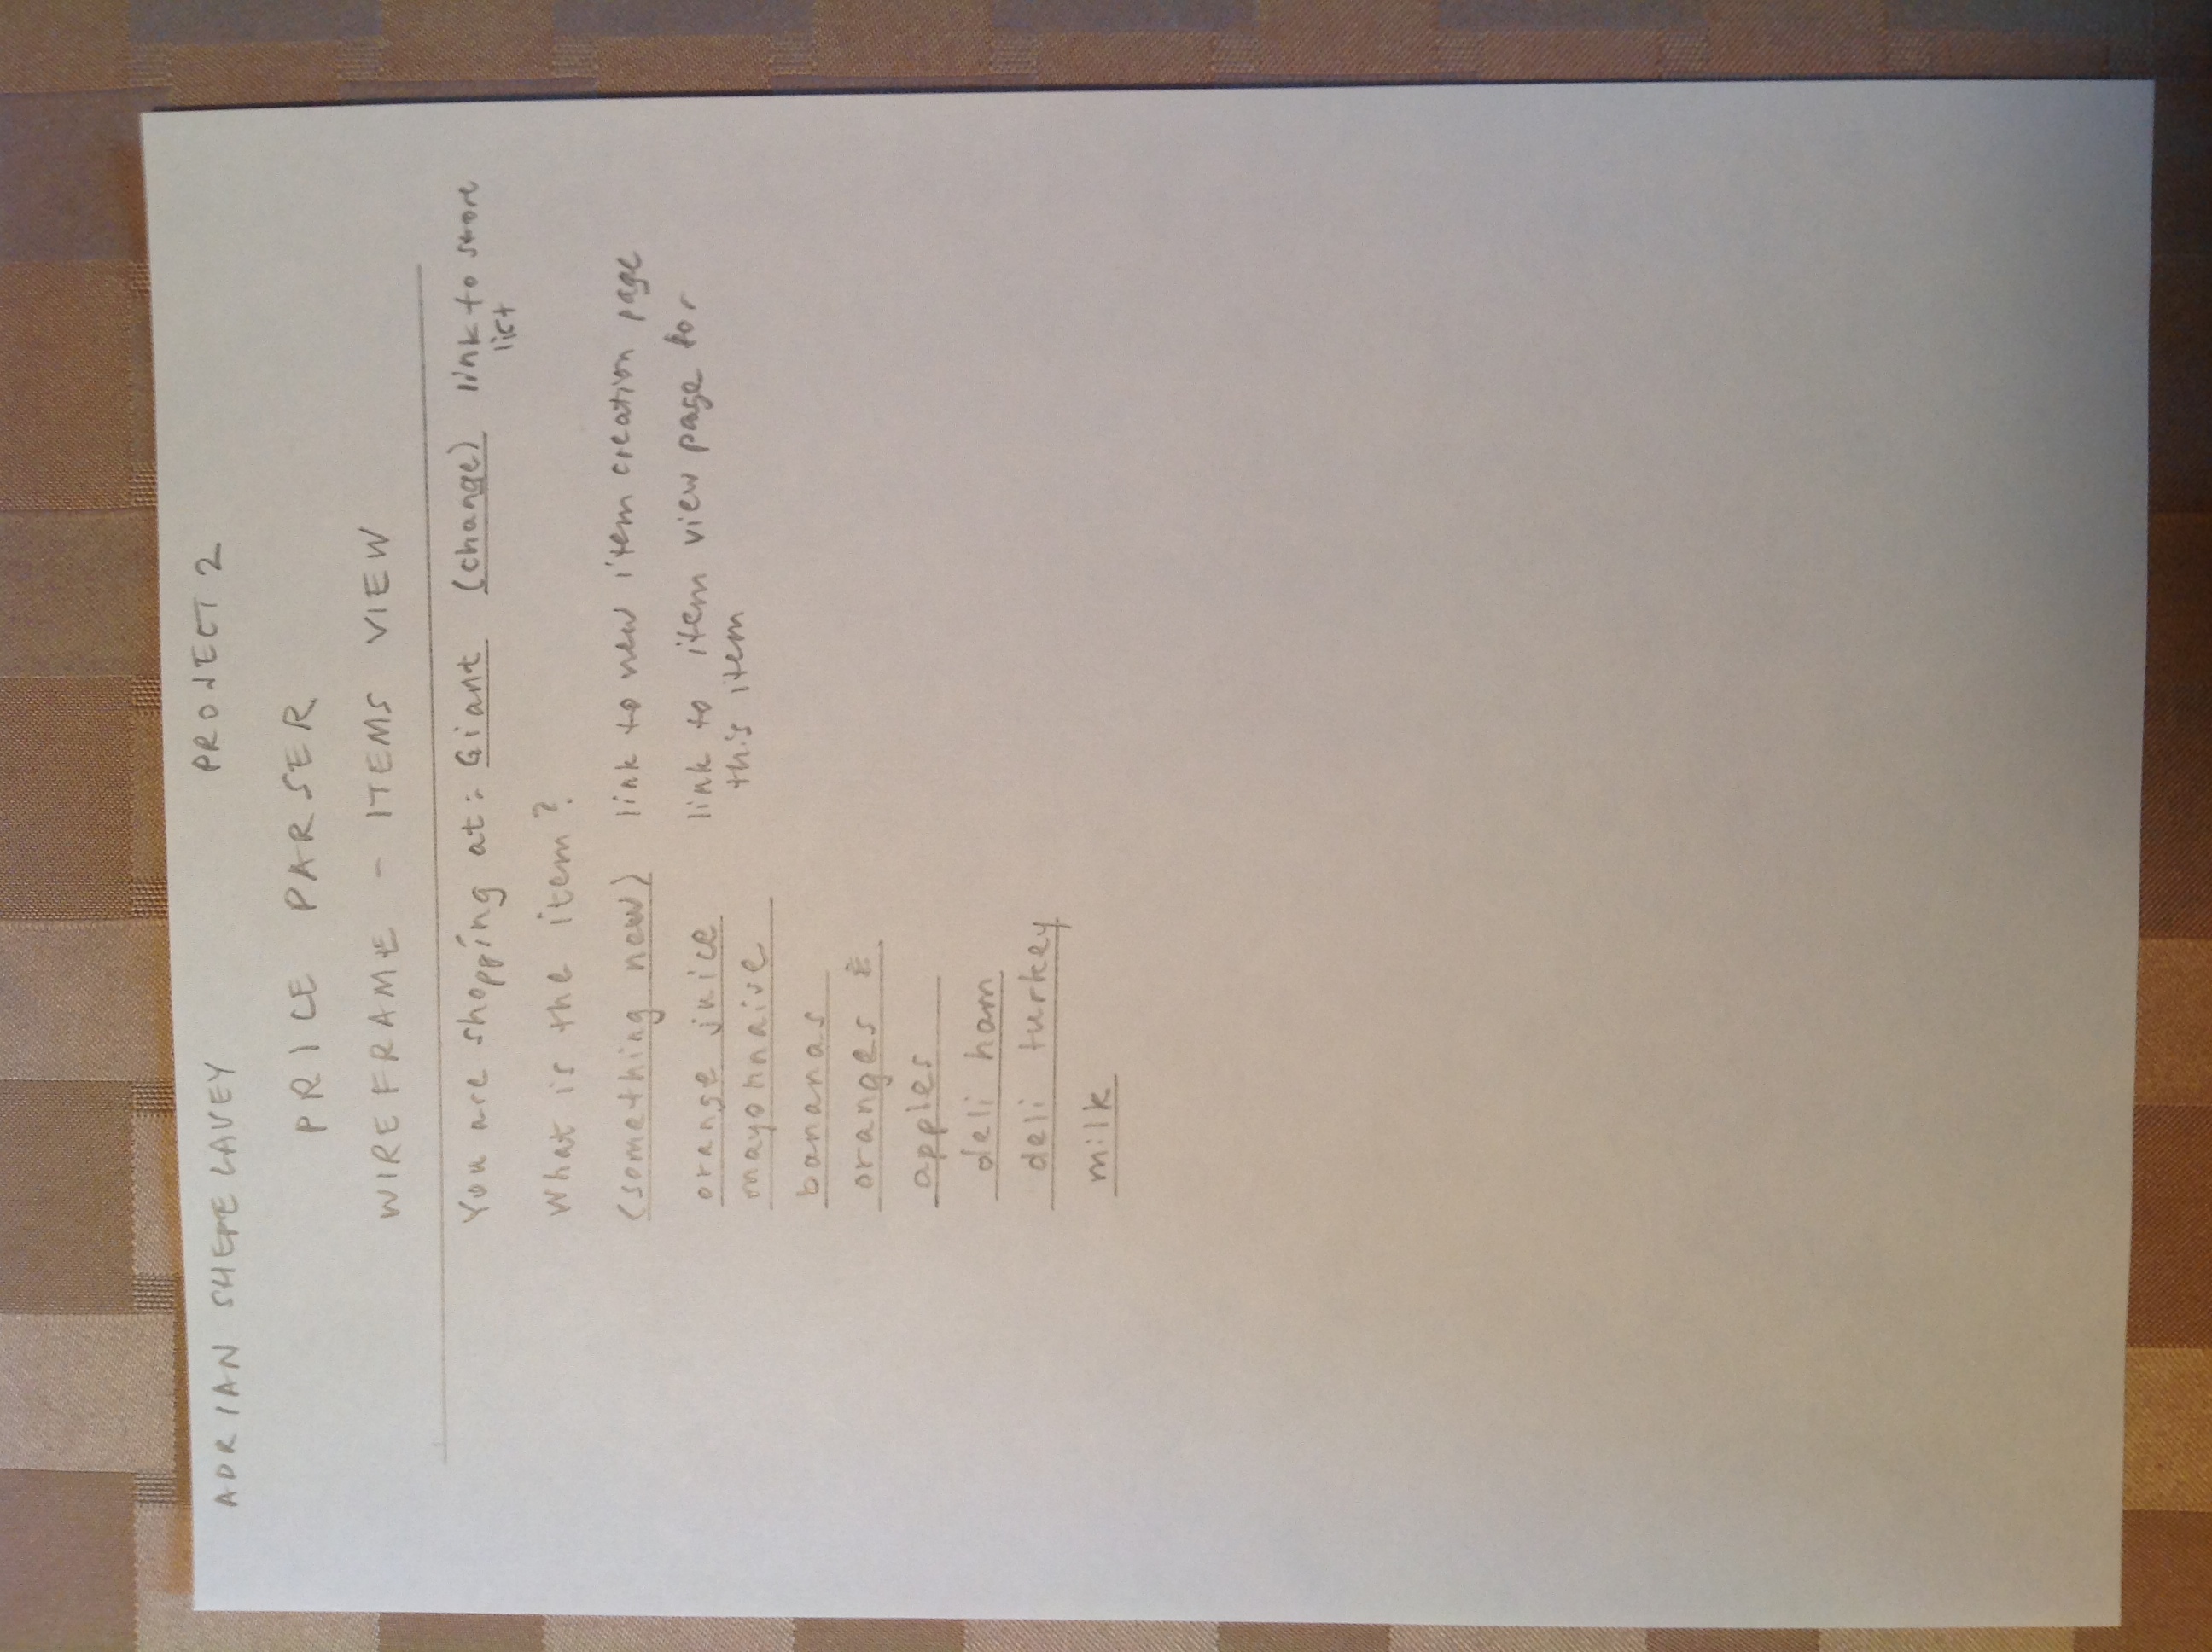 ADRIAN SHEPELAVEY PROJECT 2
PRICE PARSER
WIREFRAME - ITEMS VIEW
You are shopping at: Giant (change) link to store
list
What is the item?
(something new) link to new item creation page
orange juice link to item view page for
mayonnaise this item
bananas
oranges
apples
deli ham
deli turkey
milk